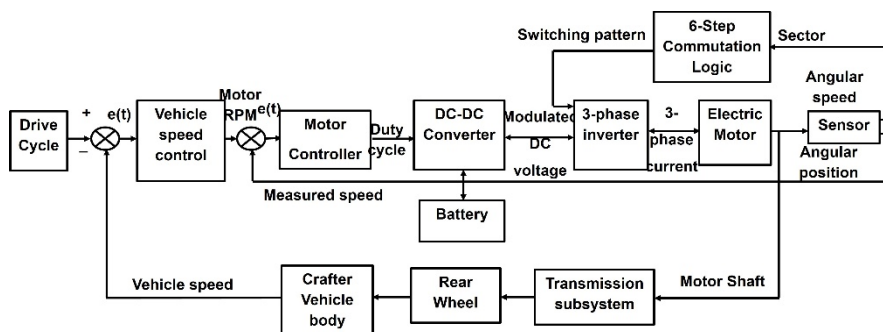 Switching pattern
6-Step
Commutation
Logic
Sector
Angular
speed
Drive
Cycle
+
−
e(t)
Vehicle
speed
control
Motor
RPM
e(t)
Motor
Controller
Duty
cycle
DC-DC
Converter
Modulated
DC
voltage
3-phase
inverter
3-
phase
current
Electric
Motor
Sensor
Angular
position
Measured speed
Battery
Vehicle speed
Crafter
Vehicle
body
Rear
Wheel
Transmission
subsystem
Motor Shaft